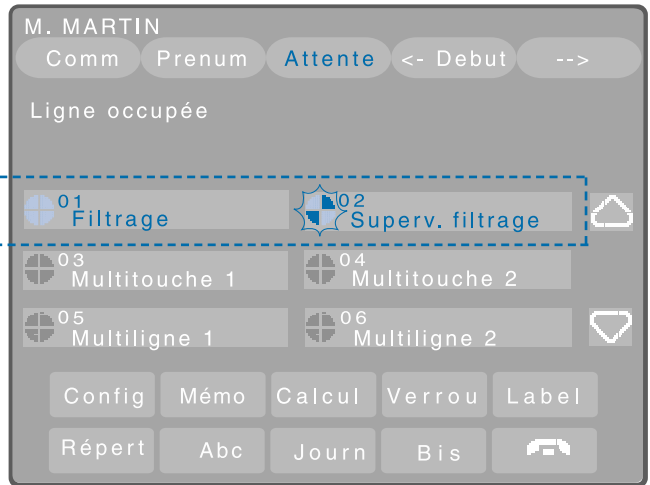 M. MARTIN
Comm Prenum Attente <- Debut -->
Ligne occupée
01 02
Filtrage Superv. filtrage
03 04
Multitouche 1 Multitouche 2
05 06
Multiligne 1 Multiligne 2
Config Mémo Calcul Verrou Label
Répert Abc Journ Bis